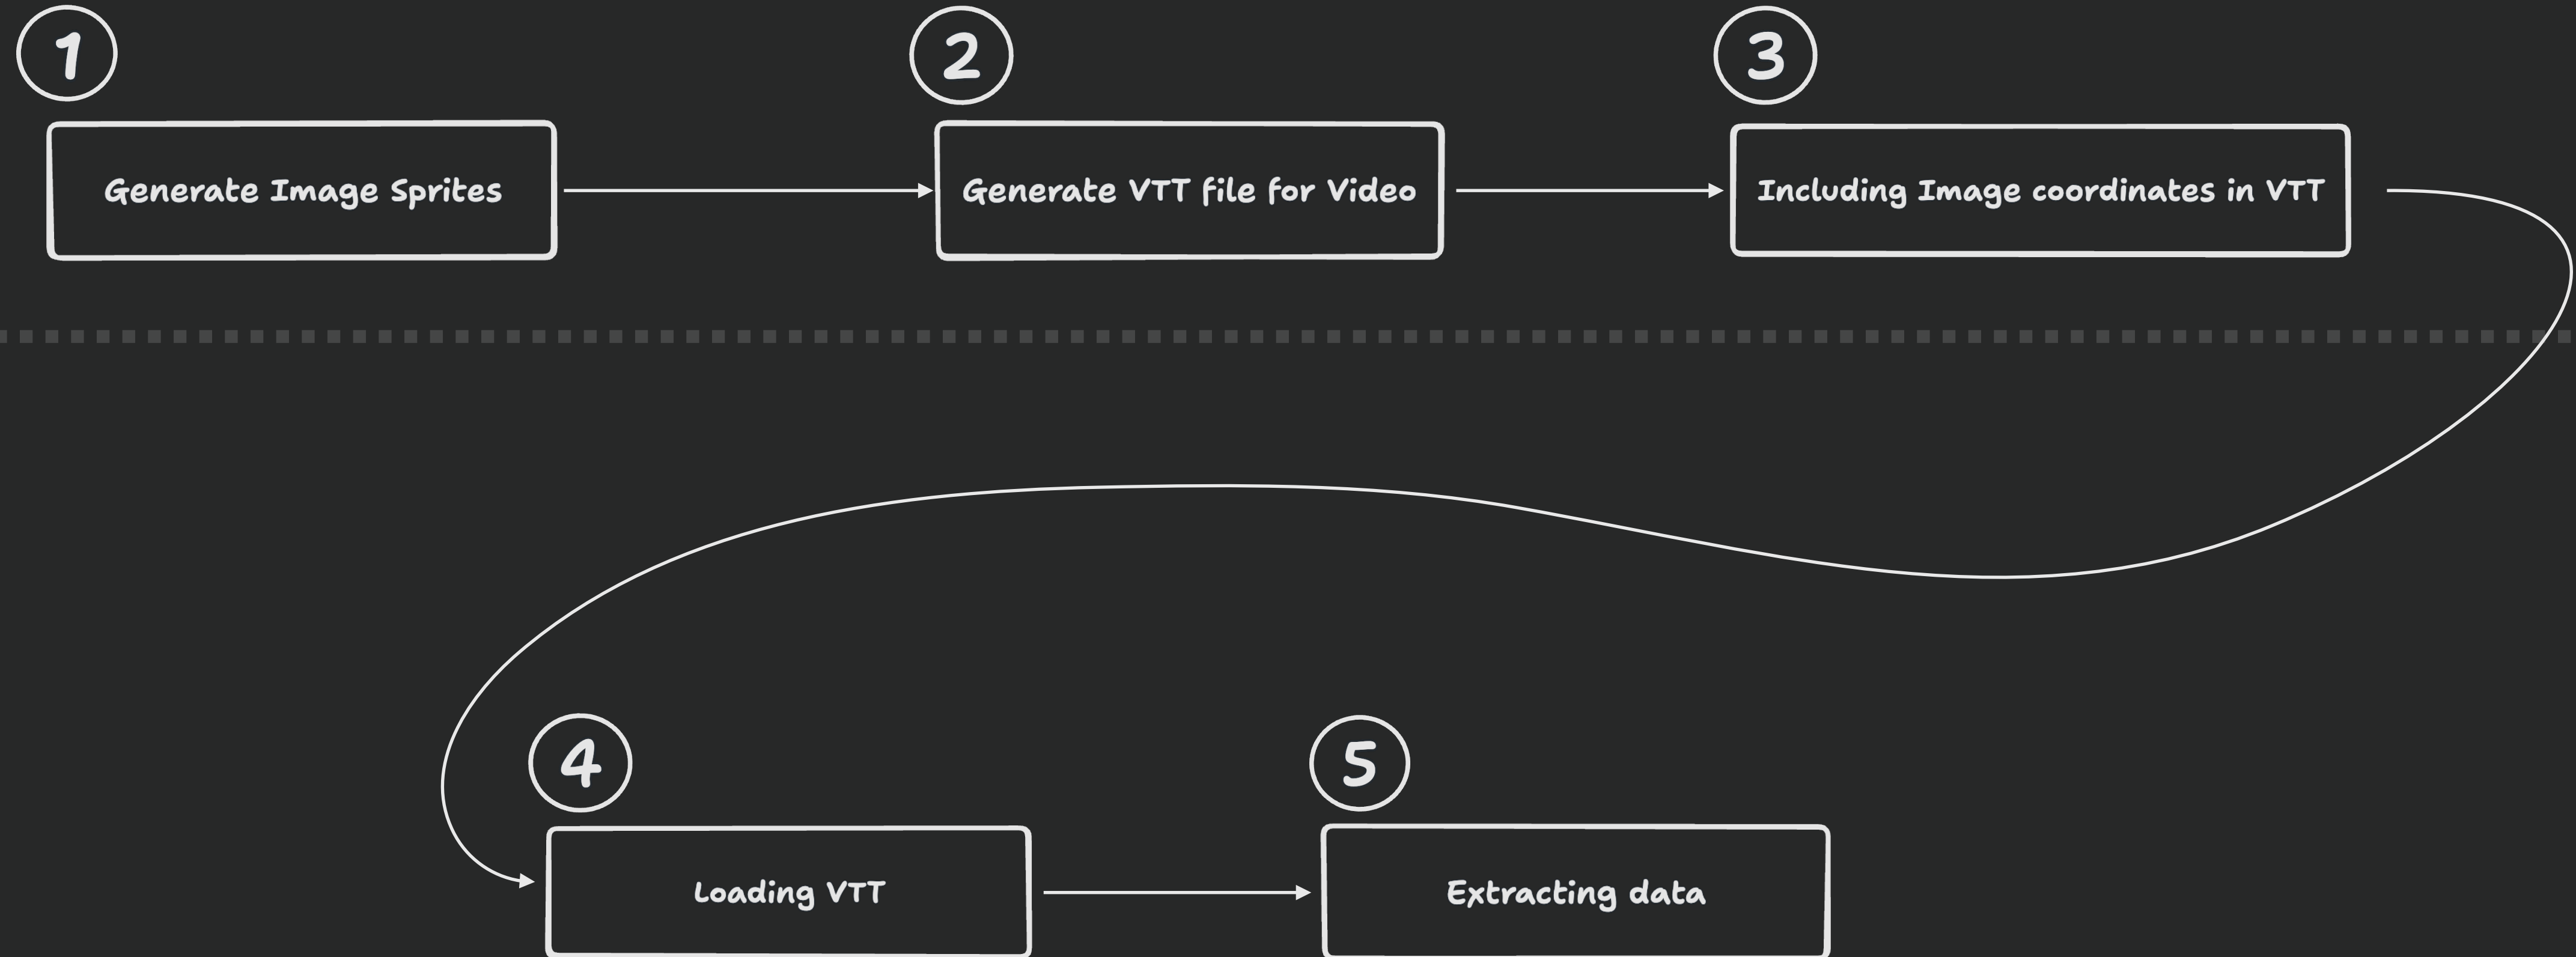 1
2
3
Generate Image Sprites
Generate VTT file for Video
Including Image coordinates in VTT
4
5
Loading VTT
Extracting data